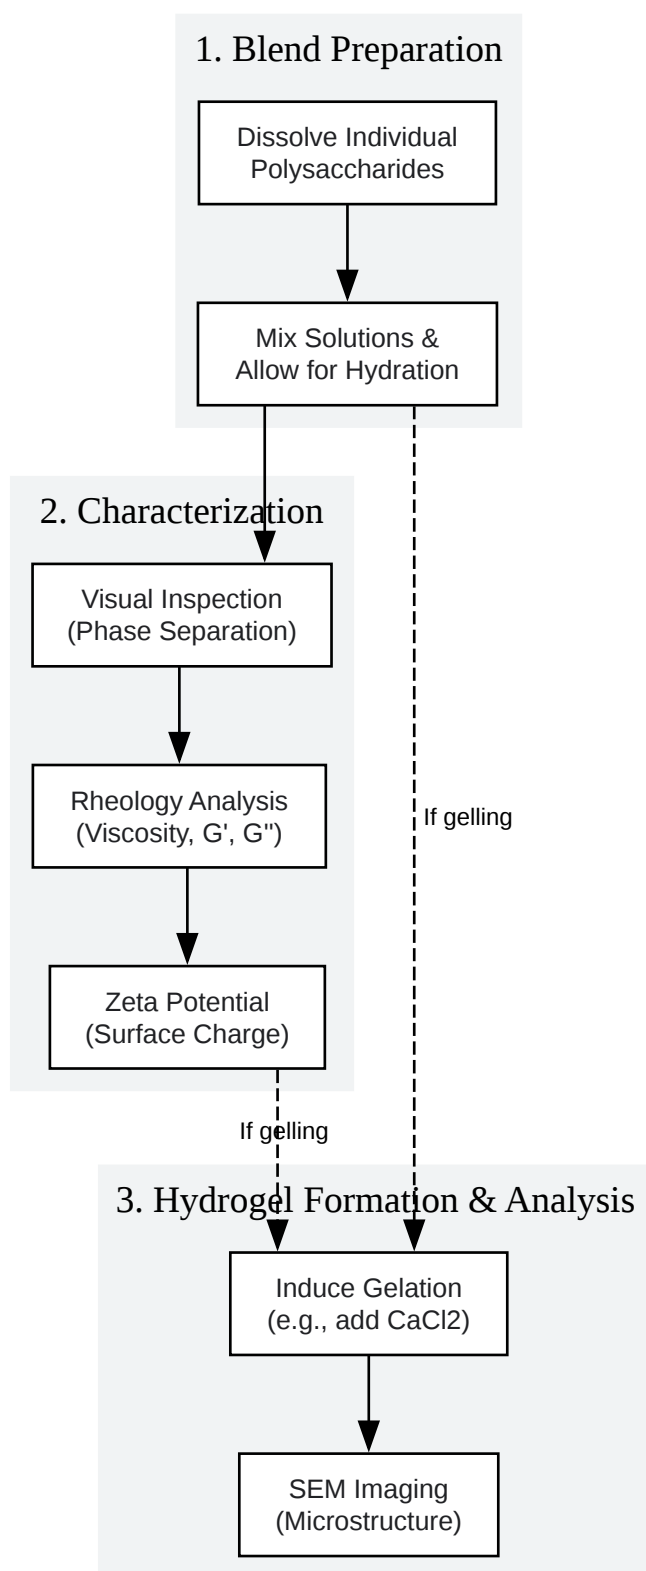 1. Blend Preparation
Dissolve Individual
Polysaccharides
Mix Solutions &
Allow for Hydration
2. Characterization
Visual Inspection
(Phase Separation)
Rheology Analysis
(Viscosity, G', G")
If gelling
Zeta Potential
(Surface Charge)
If gelling
3. Hydrogel Formation & Analysis
Induce Gelation
(e.g., add CaCl2)
SEM Imaging
(Microstructure)